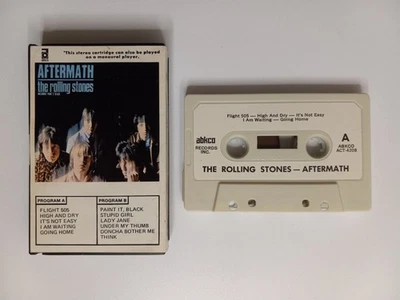 "This stereo cartridge can also be played
on a monaural player."
AFTERMATH
the rolling stones
PROGRAM A
FLIGHT 505
HIGH AND DRY
IT'S NOT EASY
I AM WAITING
GOING HOME
PROGRAM B
PAINT IT, BLACK
STUPID GIRL
LADY JANE
UNDER MY THUMB
DONCHA BOTHER ME
THINK
Flight 505 — High And Dry — It's Not Easy
I Am Waiting — Going Home
abkco
RECORDS
INC.
A
ABKCO
ACT-4208
THE ROLLING STONES — AFTERMATH